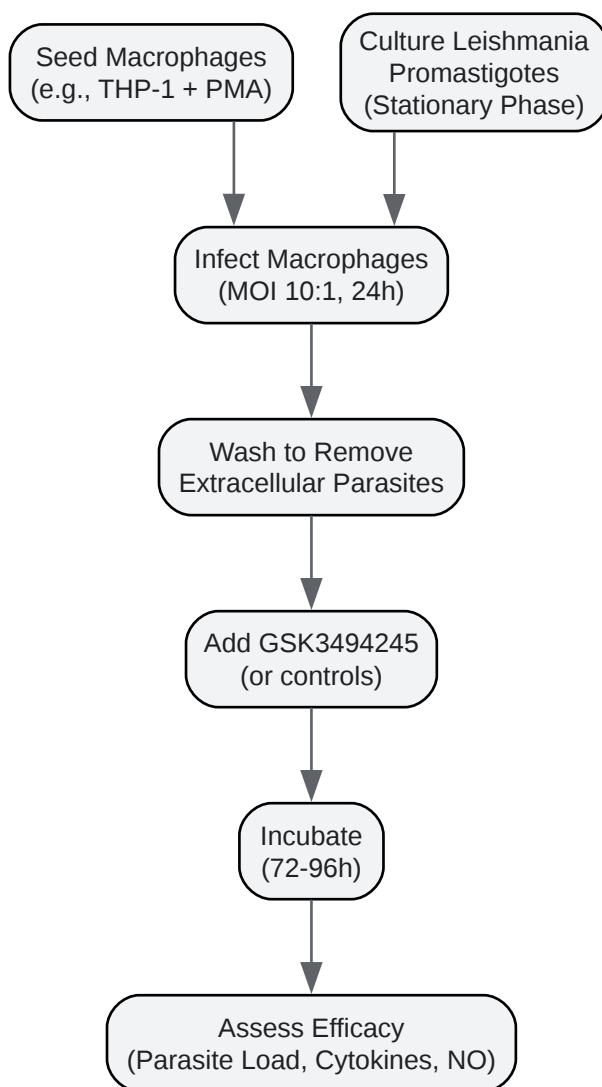 Seed Macrophages
(e.g., THP-1 + PMA)
Culture Leishmania
Promastigotes
(Stationary Phase)
Infect Macrophages
(MOI 10:1, 24h)
Wash to Remove
Extracellular Parasites
Add GSK3494245
(or controls)
Incubate
(72-96h)
Assess Efficacy
(Parasite Load, Cytokines, NO)